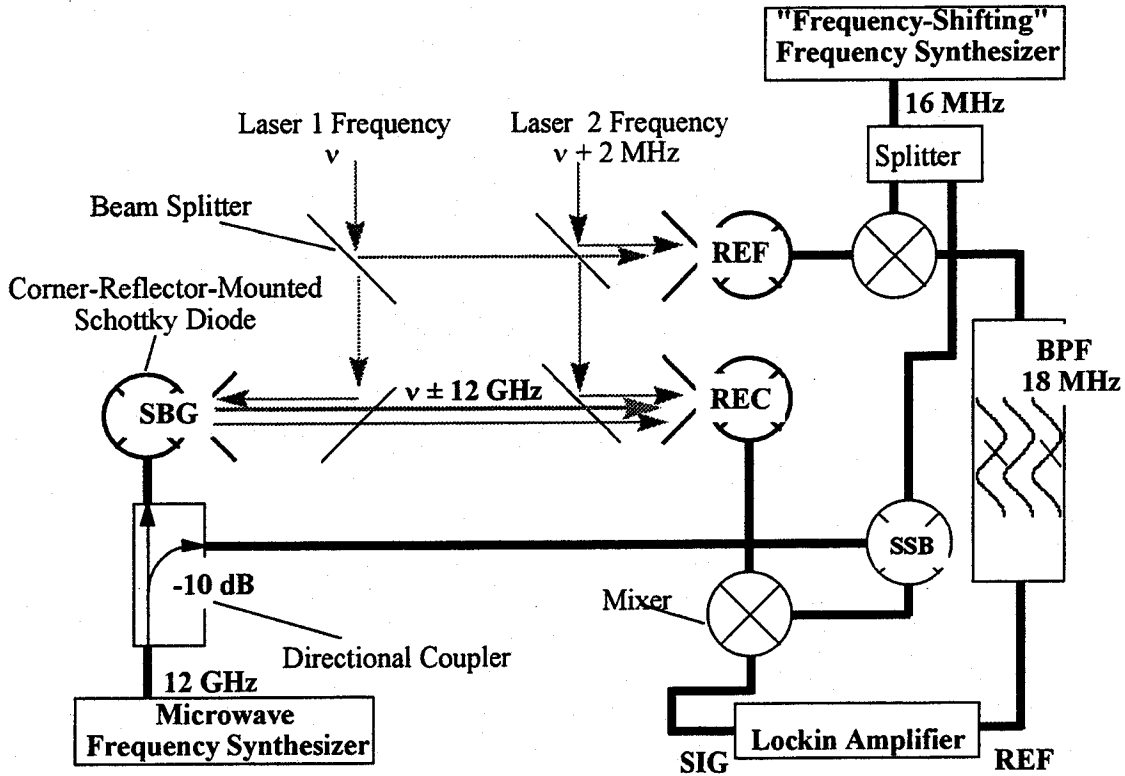 "Frequency-Shifting"
Frequency Synthesizer
16 MHz
Splitter
Laser 1 Frequency
ν
Laser 2 Frequency
ν + 2 MHz
Beam Splitter
REF
Corner-Reflector-Mounted
Schottky Diode
BPF
18 MHz
SBG
ν ± 12 GHz
REC
SSB
-10 dB
Mixer
Directional Coupler
12 GHz
Microwave
Frequency Synthesizer
SIG
Lockin Amplifier
REF